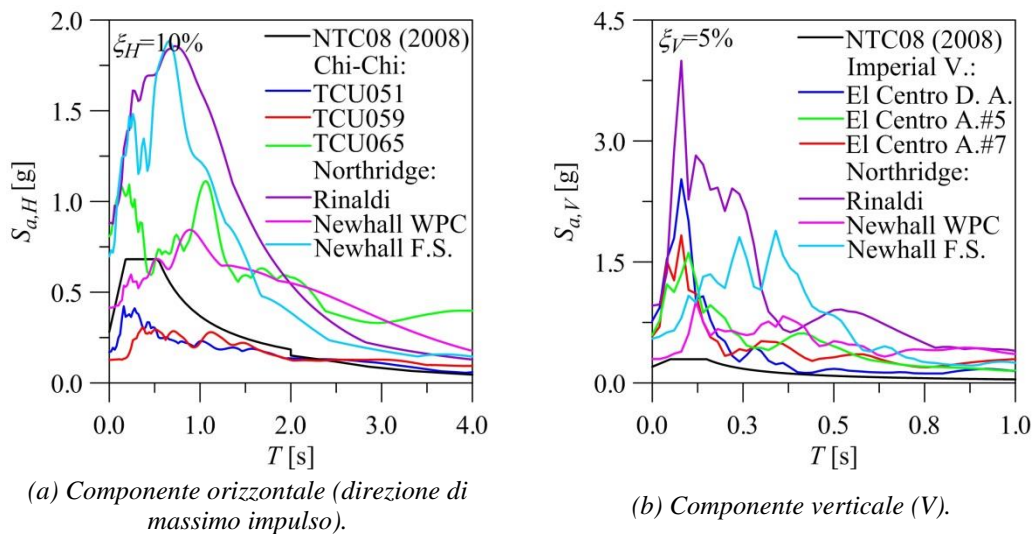 2.0
1.5
1.0
0.5
0.0
S_{a,H} [g]
ξ_H=10%
NTC08 (2008)
Chi-Chi:
TCU051
TCU059
TCU065
Northridge:
Rinaldi
Newhall WPC
Newhall F.S.
0.0 1.0 2.0 3.0 4.0
T [s]
(a) Componente orizzontale (direzione di
massimo impulso).
4.5
3.0
1.5
0.0
S_{a,V} [g]
ξ_V=5%
NTC08 (2008)
Imperial V.:
El Centro D. A.
El Centro A.#5
El Centro A.#7
Northridge:
Rinaldi
Newhall WPC
Newhall F.S.
0.0 0.3 0.5 0.8 1.0
T [s]
(b) Componente verticale (V).